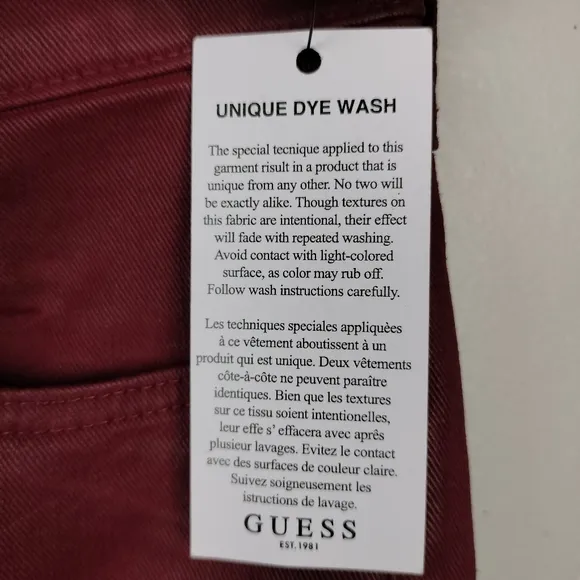 UNIQUE DYE WASH
The special tecnique applied to this
garment risult in a product that is
unique from any other. No two will
be exactly alike. Though textures on
this fabric are intentional, their effect
will fade with repeated washing.
Avoid contact with light-colored
surface, as color may rub off.
Follow wash instructions carefully.
Les techniques speciales appliquèes
à ce vêtement aboutissent à un
produit qui est unique. Deux vêtements
côte-à-côte ne peuvent paraître
identiques. Bien que les textures
sur ce tissu soient intentionelles,
leur effe s' effacera avec après
plusieur lavages. Evitez le contact
avec des surfaces de couleur claire.
Suivez soigneusement les
istructions de lavage.
GUESS
EST. 1981